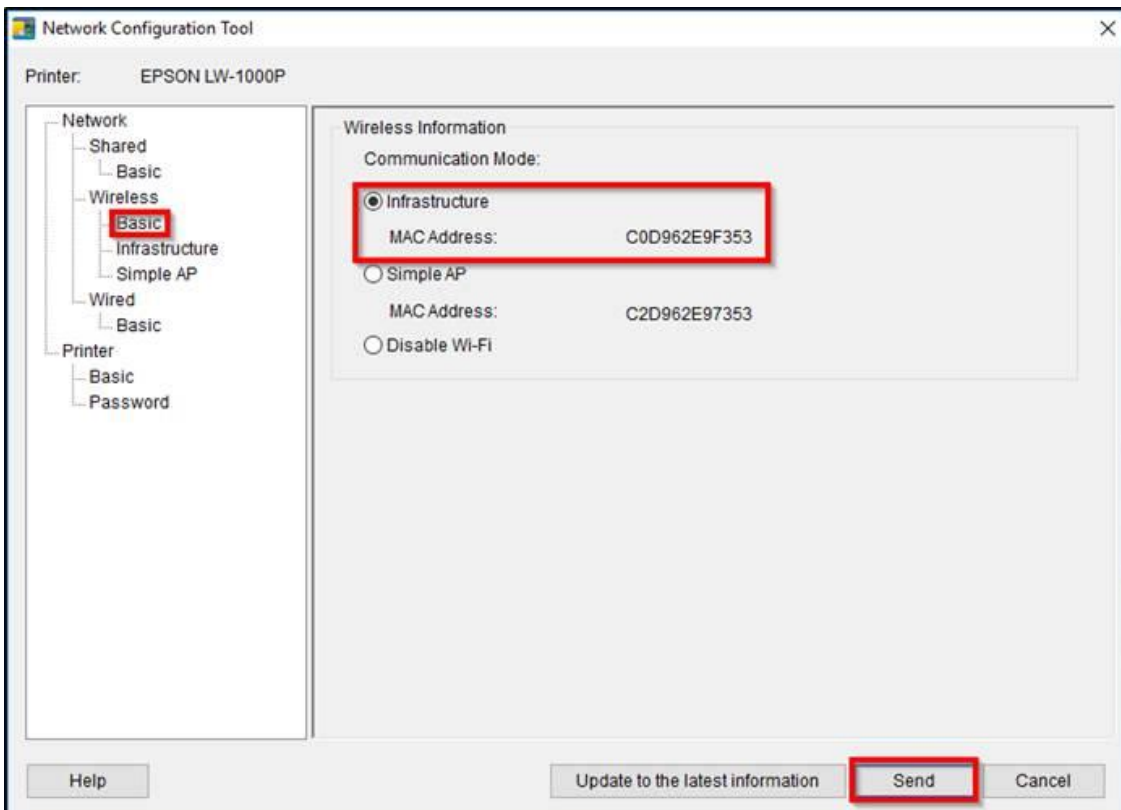 Network Configuration Tool
Printer: EPSON LW-1000P
Network
Shared
Basic
Wireless
Basic
Infrastructure
Simple AP
Wired
Basic
Printer
Basic
Password
Wireless Information
Communication Mode:
Infrastructure
MAC Address: C0D962E9F353
Simple AP
MAC Address: C2D962E97353
Disable Wi-Fi
Help Update to the latest information Send Cancel